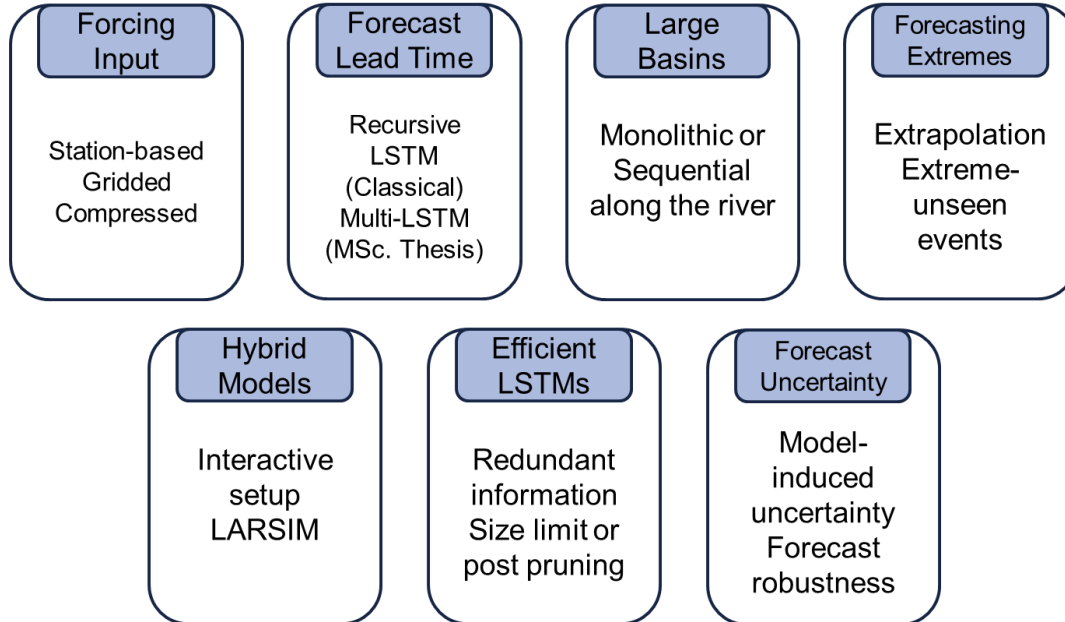 Forcing
Input
Station-based
Gridded
Compressed
Forecast
Lead Time
Recursive
LSTM
(Classical)
Multi-LSTM
(MSc. Thesis)
Large
Basins
Monolithic or
Sequential
along the river
Forecasting
Extremes
Extrapolation
Extreme-
unseen
events
Hybrid
Models
Interactive
setup
LARSIM
Efficient
LSTMs
Redundant
information
Size limit or
post pruning
Forecast
Uncertainty
Model-
induced
uncertainty
Forecast
robustness